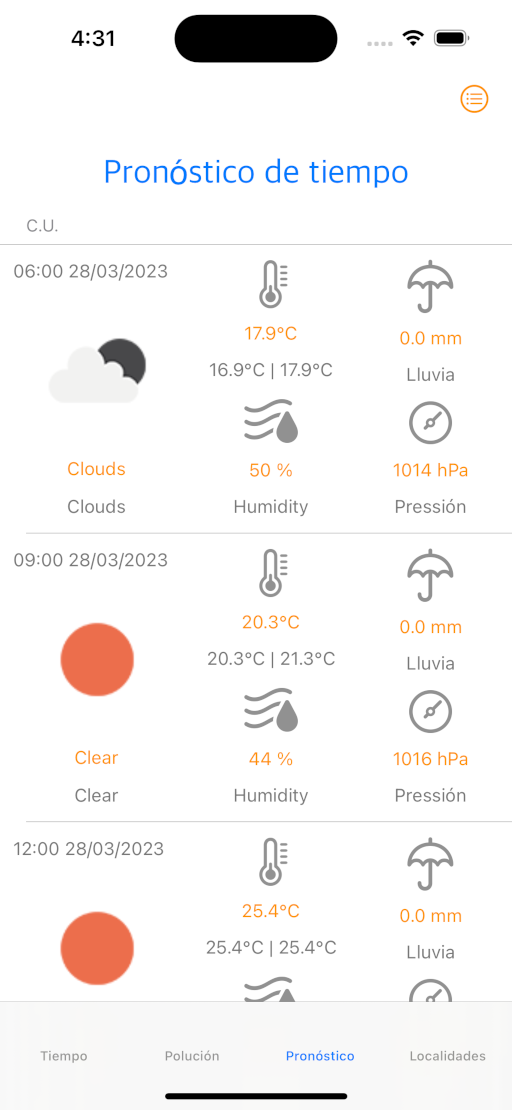 4:31
Pronóstico de tiempo
C.U.
06:00 28/03/2023
17.9°C
0.0 mm
16.9°C | 17.9°C
Lluvia
Clouds
50 %
1014 hPa
Clouds
Humidity
Pressión
09:00 28/03/2023
20.3°C
0.0 mm
20.3°C | 21.3°C
Lluvia
Clear
44 %
1016 hPa
Clear
Humidity
Pressión
12:00 28/03/2023
25.4°C
0.0 mm
25.4°C | 25.4°C
Lluvia
Tiempo
Polución
Pronóstico
Localidades